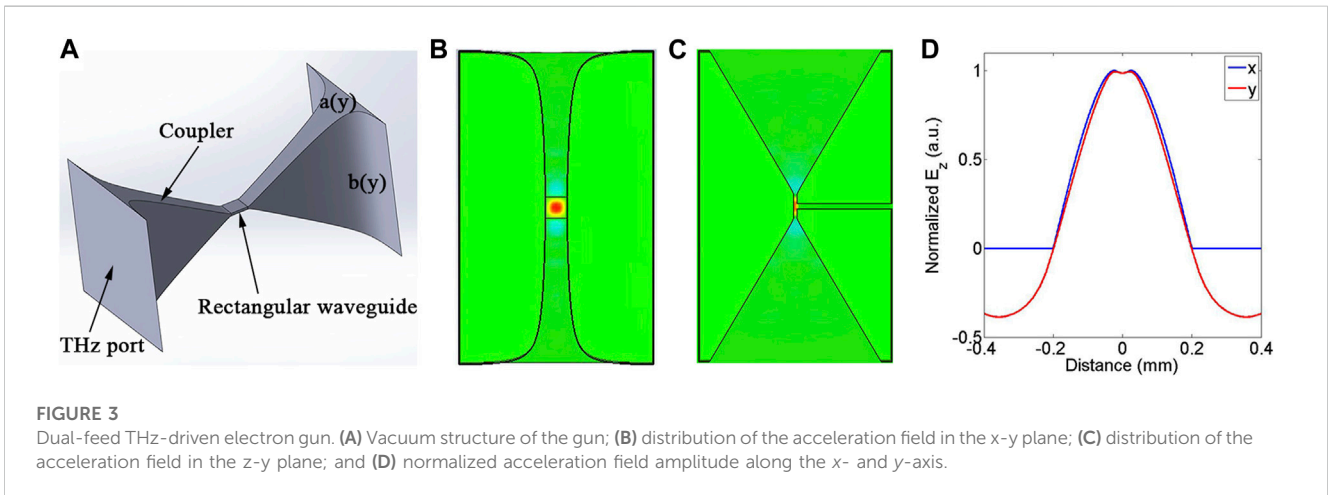 A
a(y)
Coupler
b(y)
Rectangular waveguide
THz port
B
C
D
x
y
Normalized E_z (a.u.)
1
0.5
0
-0.5
-0.4
-0.2
0
0.2
0.4
Distance (mm)
FIGURE 3
Dual-feed THz-driven electron gun. (A) Vacuum structure of the gun; (B) distribution of the acceleration field in the x-y plane; (C) distribution of the
acceleration field in the z-y plane; and (D) normalized acceleration field amplitude along the x- and y-axis.